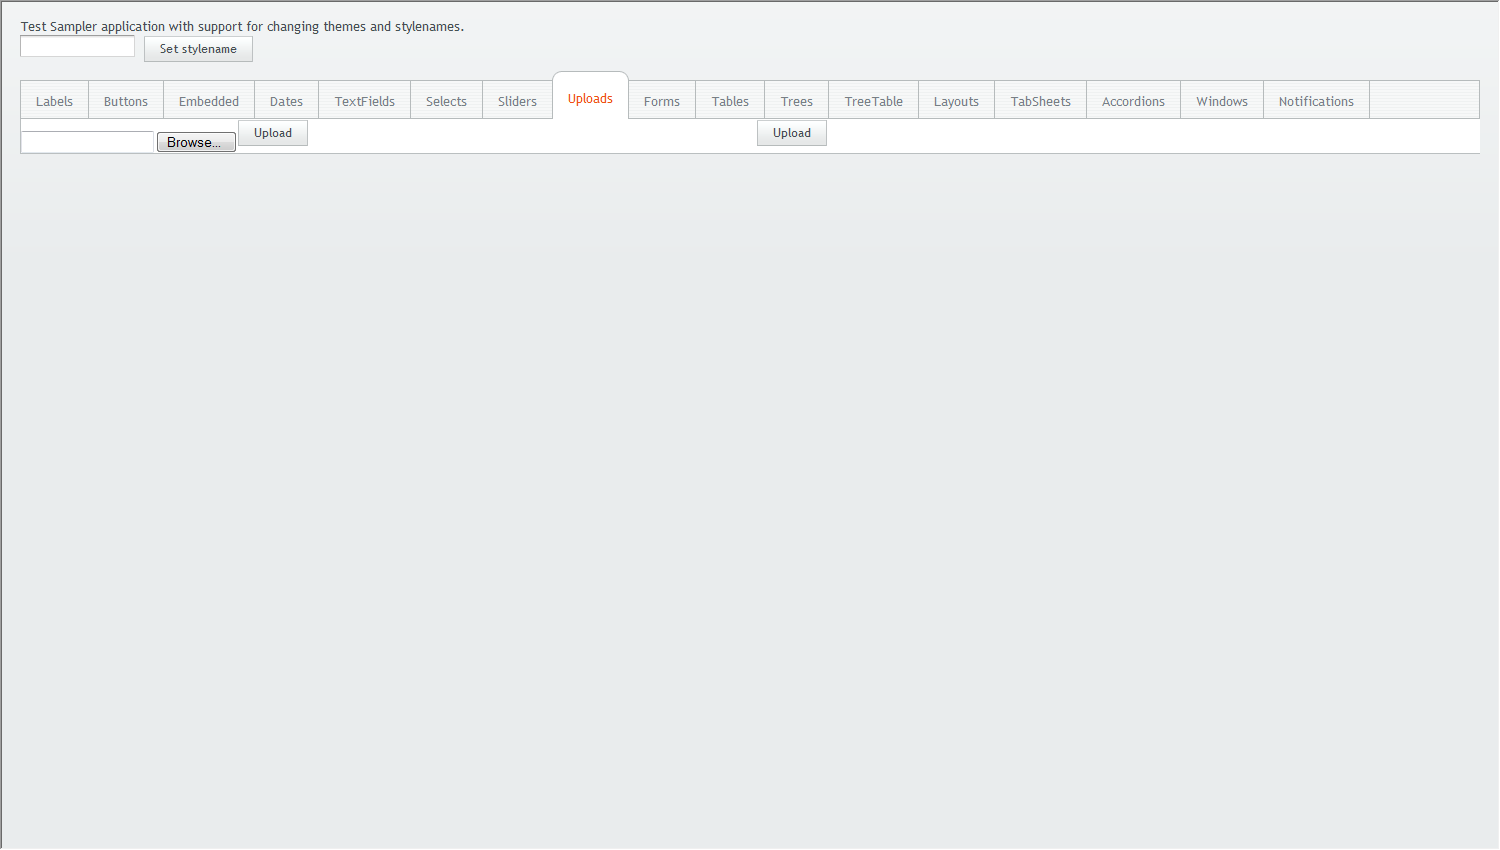 Test Sampler application with support for changing themes and stylenames.
Set stylename
Labels Buttons Embedded Dates TextFields Selects Sliders Uploads Forms Tables Trees TreeTable Layouts TabSheets Accordions Windows Notifications
Browse... Upload Upload